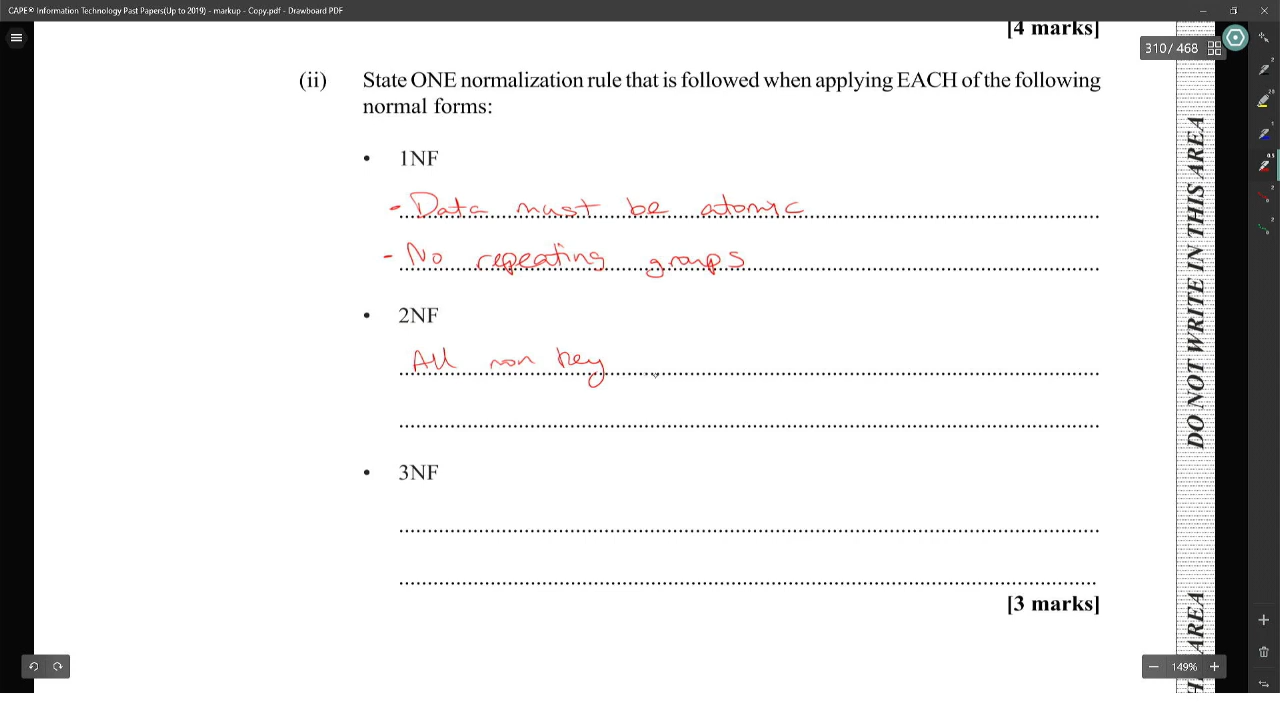 CAPE® Information Technology Past Papers(Up to 2019) - markup - Copy.pdf - Drawboard PDF
[4 marks]
310 / 468
(ii) State ONE normalization rule that is followed when applying EACH of the following
normal forms.
• 1NF
- Data must be atomic
- No repeating groups
• 2NF
All non key
• 3NF
[3 marks]
DO NOT WRITE IN THIS AREA
AREA
149%